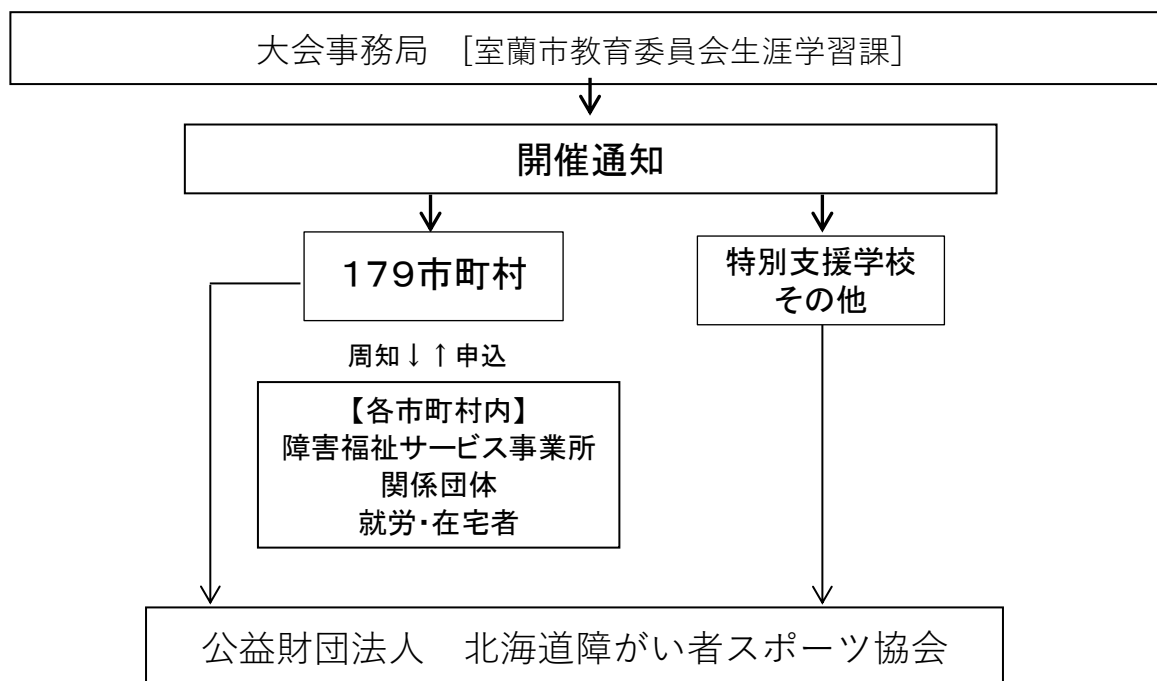 大会事務局　[室蘭市教育委員会生涯学習課]
開催通知
１７９市町村
特別支援学校
その他
周知↓ ↑申込
【各市町村内】
障害福祉サービス事業所
関係団体
就労・在宅者
公益財団法人　北海道障がい者スポーツ協会